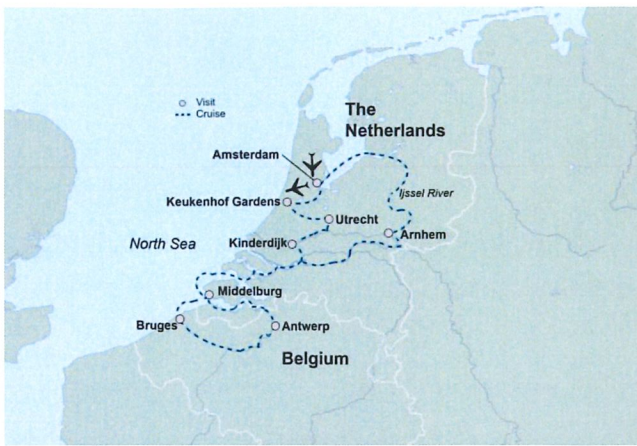 Visit
Cruise
The
Netherlands
Amsterdam
Keukenhof Gardens
Ijssel River
Utrecht
Arnhem
North Sea
Kinderdijk
Middelburg
Bruges
Antwerp
Belgium